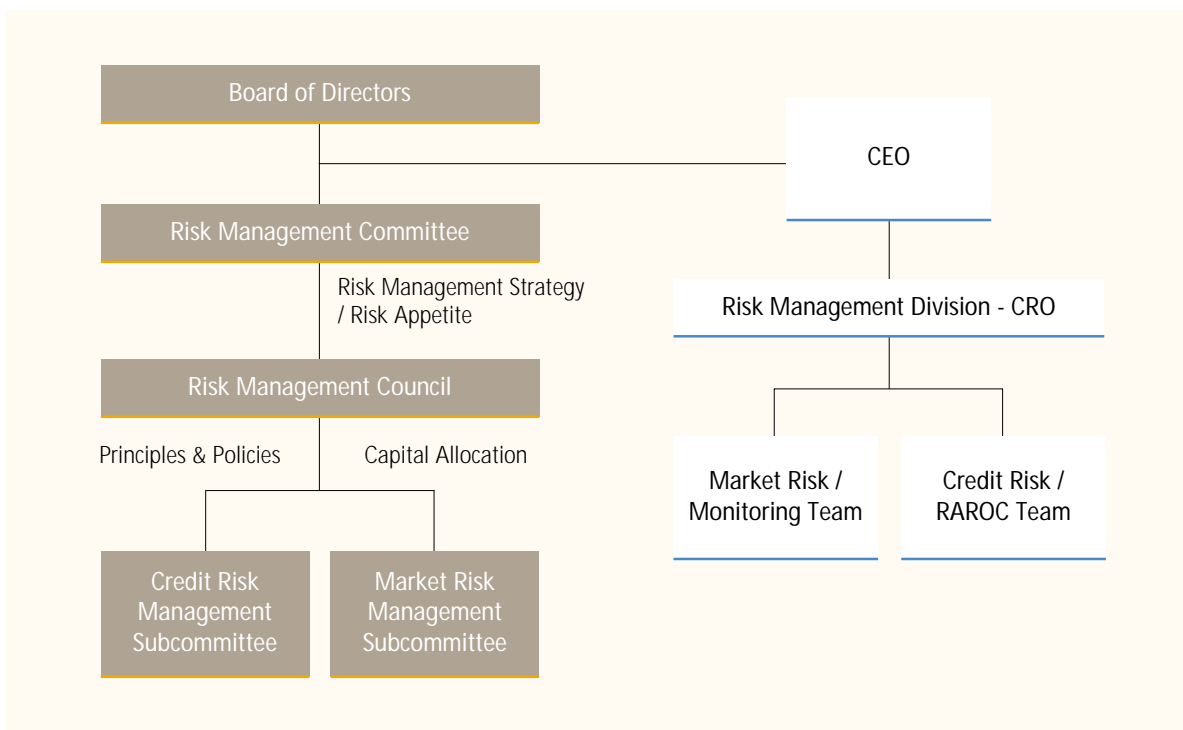 Board of Directors
CEO
Risk Management Committee
Risk Management Strategy
/ Risk Appetite
Risk Management Division - CRO
Risk Management Council
Principles & Policies
Capital Allocation
Market Risk /
Monitoring Team
Credit Risk /
RAROC Team
Credit Risk
Management
Subcommittee
Market Risk
Management
Subcommittee